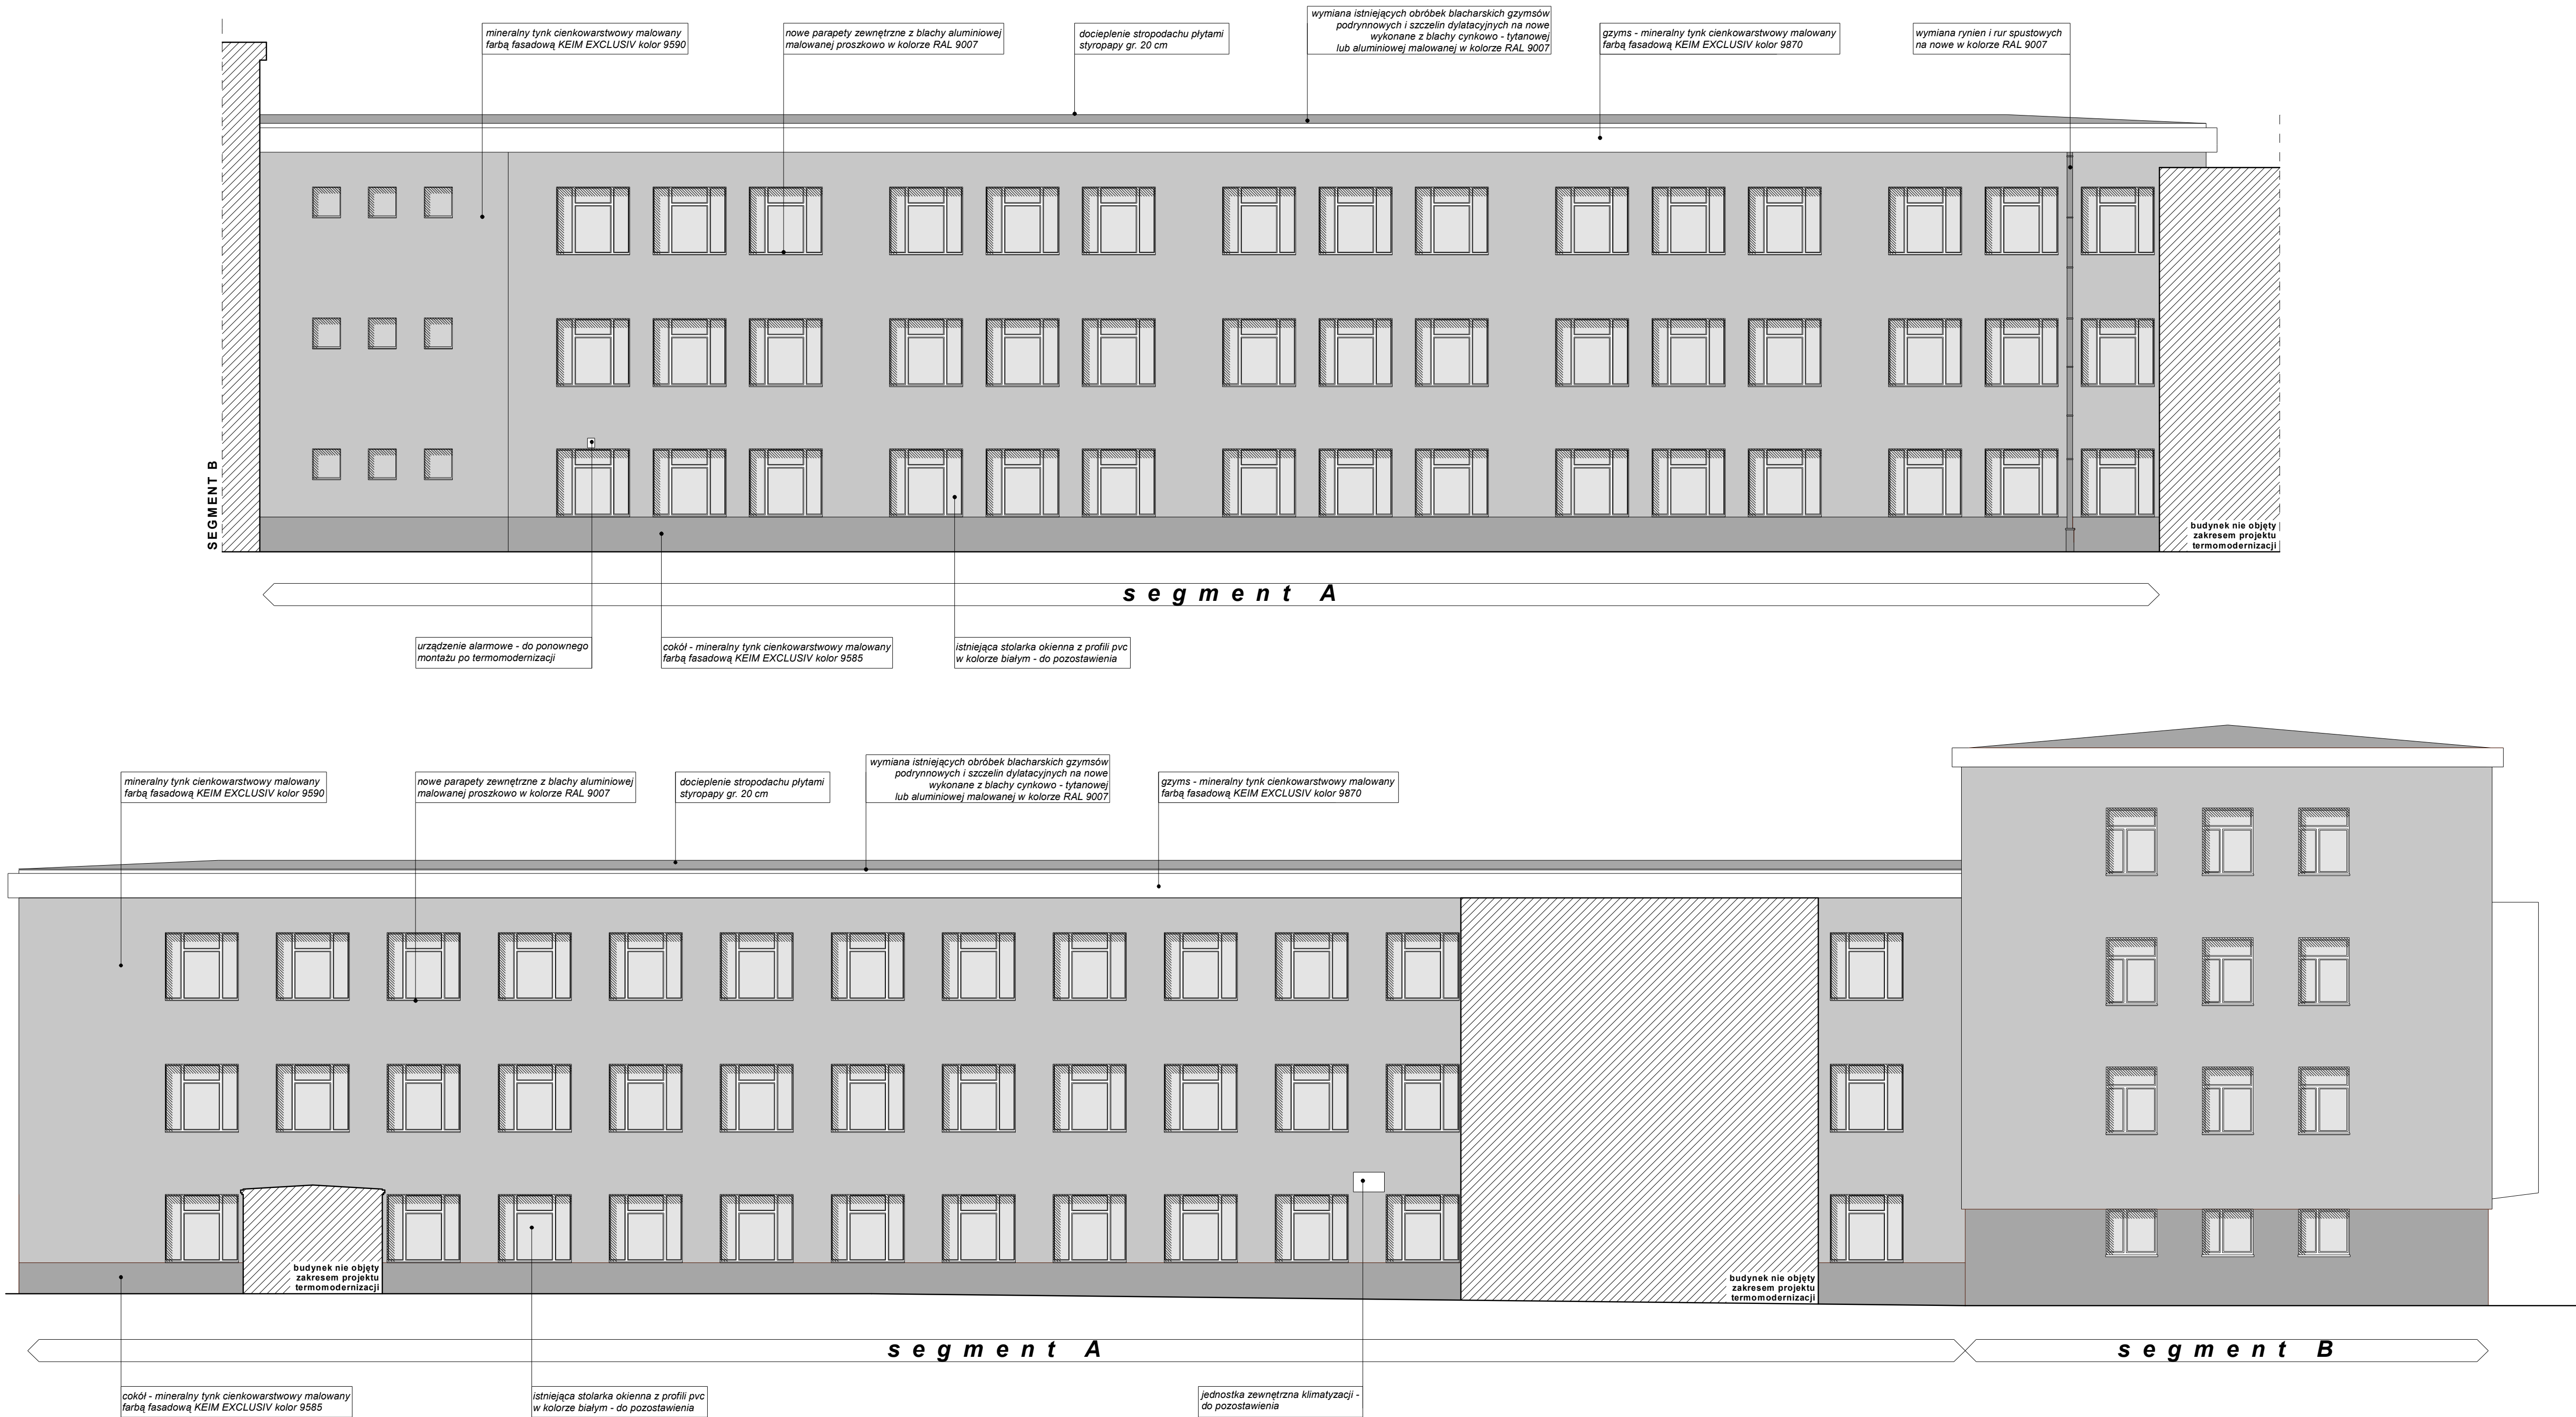 mineralny tynk cienkowarstwowy malowany
farbą fasadową KEIM EXCLUSIV kolor 9590
nowe parapety zewnętrzne z blachy aluminiowej
malowanej proszkowo w kolorze RAL 9007
docieplenie stropodachu płytami
styropapy gr. 20 cm
wymiana istniejących obróbek blacharskich gzymsów
podrynnowych i szczelin dylatacyjnych na nowe
wykonane z blachy cynkowo - tytanowej
lub aluminiowej malowanej w kolorze RAL 9007
gzyms - mineralny tynk cienkowarstwowy malowany
farbą fasadową KEIM EXCLUSIV kolor 9870
wymiana rynien i rur spustowych
na nowe w kolorze RAL 9007
SEGMENT B
budynek nie objęty
zakresem projektu
termomodernizacji
segment A
urządzenie alarmowe - do ponownego
montażu po termomodernizacji
cokół - mineralny tynk cienkowarstwowy malowany
farbą fasadową KEIM EXCLUSIV kolor 9585
istniejąca stolarka okienna z profili pvc
w kolorze białym - do pozostawienia
mineralny tynk cienkowarstwowy malowany
farbą fasadową KEIM EXCLUSIV kolor 9590
nowe parapety zewnętrzne z blachy aluminiowej
malowanej proszkowo w kolorze RAL 9007
docieplenie stropodachu płytami
styropapy gr. 20 cm
wymiana istniejących obróbek blacharskich gzymsów
podrynnowych i szczelin dylatacyjnych na nowe
wykonane z blachy cynkowo - tytanowej
lub aluminiowej malowanej w kolorze RAL 9007
gzyms - mineralny tynk cienkowarstwowy malowany
farbą fasadową KEIM EXCLUSIV kolor 9870
budynek nie objęty
zakresem projektu
termomodernizacji
budynek nie objęty
zakresem projektu
termomodernizacji
segment A
segment B
cokół - mineralny tynk cienkowarstwowy malowany
farbą fasadową KEIM EXCLUSIV kolor 9585
istniejąca stolarka okienna z profili pvc
w kolorze białym - do pozostawienia
jednostka zewnętrzna klimatyzacji -
do pozostawienia